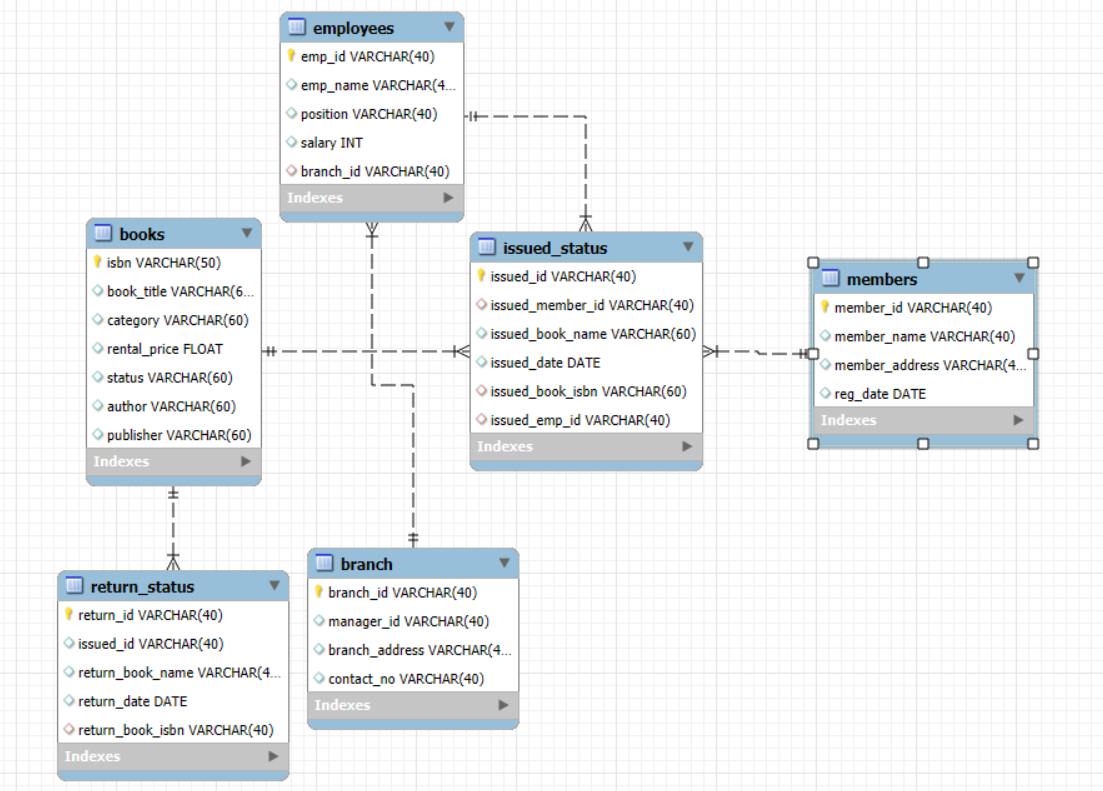 employees
emp_id VARCHAR(40)
emp_name VARCHAR(4...
position VARCHAR(40)
salary INT
branch_id VARCHAR(40)
Indexes
books
isbn VARCHAR(50)
book_title VARCHAR(6...
category VARCHAR(60)
rental_price FLOAT
status VARCHAR(60)
author VARCHAR(60)
publisher VARCHAR(60)
Indexes
issued_status
issued_id VARCHAR(40)
issued_member_id VARCHAR(40)
issued_book_name VARCHAR(60)
issued_date DATE
issued_book_isbn VARCHAR(60)
issued_emp_id VARCHAR(40)
Indexes
members
member_id VARCHAR(40)
member_name VARCHAR(40)
member_address VARCHAR(4...
reg_date DATE
Indexes
return_status
return_id VARCHAR(40)
issued_id VARCHAR(40)
return_book_name VARCHAR(4...
return_date DATE
return_book_isbn VARCHAR(40)
Indexes
branch
branch_id VARCHAR(40)
manager_id VARCHAR(40)
branch_address VARCHAR(4...
contact_no VARCHAR(40)
Indexes